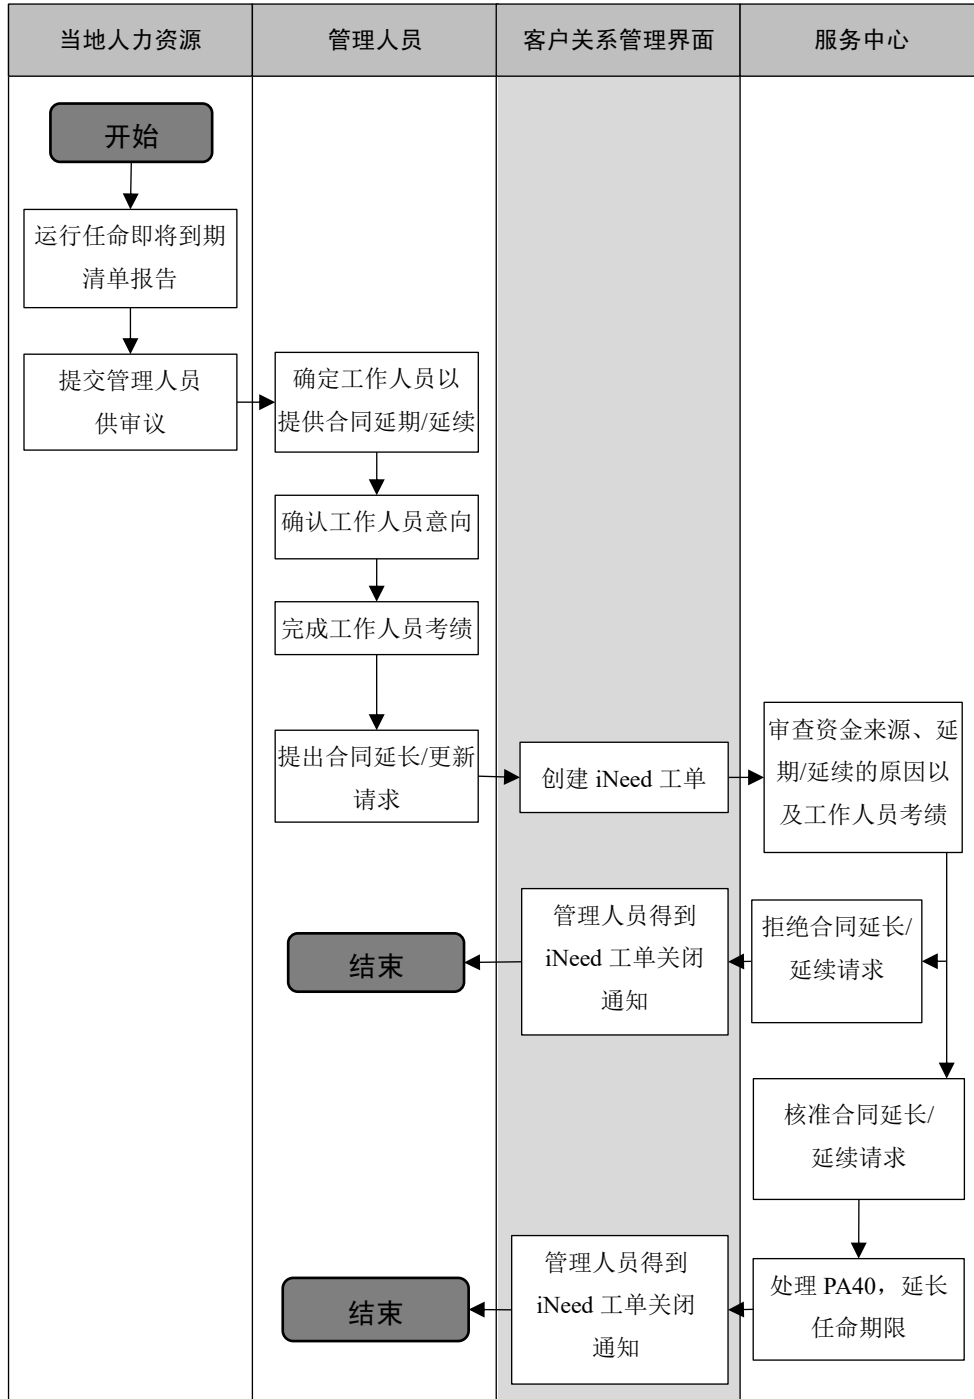 当地人力资源
管理人员
客户关系管理界面
服务中心
开始
运行任命即将到期
清单报告
提交管理人员
供审议
确定工作人员以
提供合同延期/延续
确认工作人员意向
完成工作人员考绩
提出合同延长/更新
请求
创建 iNeed 工单
审查资金来源、延
期/延续的原因以
及工作人员考绩
拒绝合同延长/
延续请求
管理人员得到
iNeed 工单关闭
通知
结束
核准合同延长/
延续请求
处理 PA40，延长
任命期限
管理人员得到
iNeed 工单关闭
通知
结束